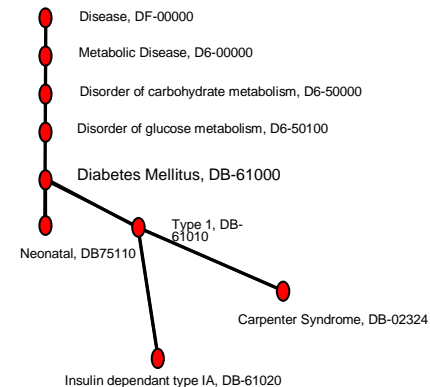 Disease, DF-00000
Metabolic Disease, D6-00000
Disorder of carbohydrate metabolism, D6-50000
Disorder of glucose metabolism, D6-50100
Diabetes Mellitus, DB-61000
Type 1, DB-
61010
Neonatal, DB75110
Carpenter Syndrome, DB-02324
Insulin dependant type IA, DB-61020